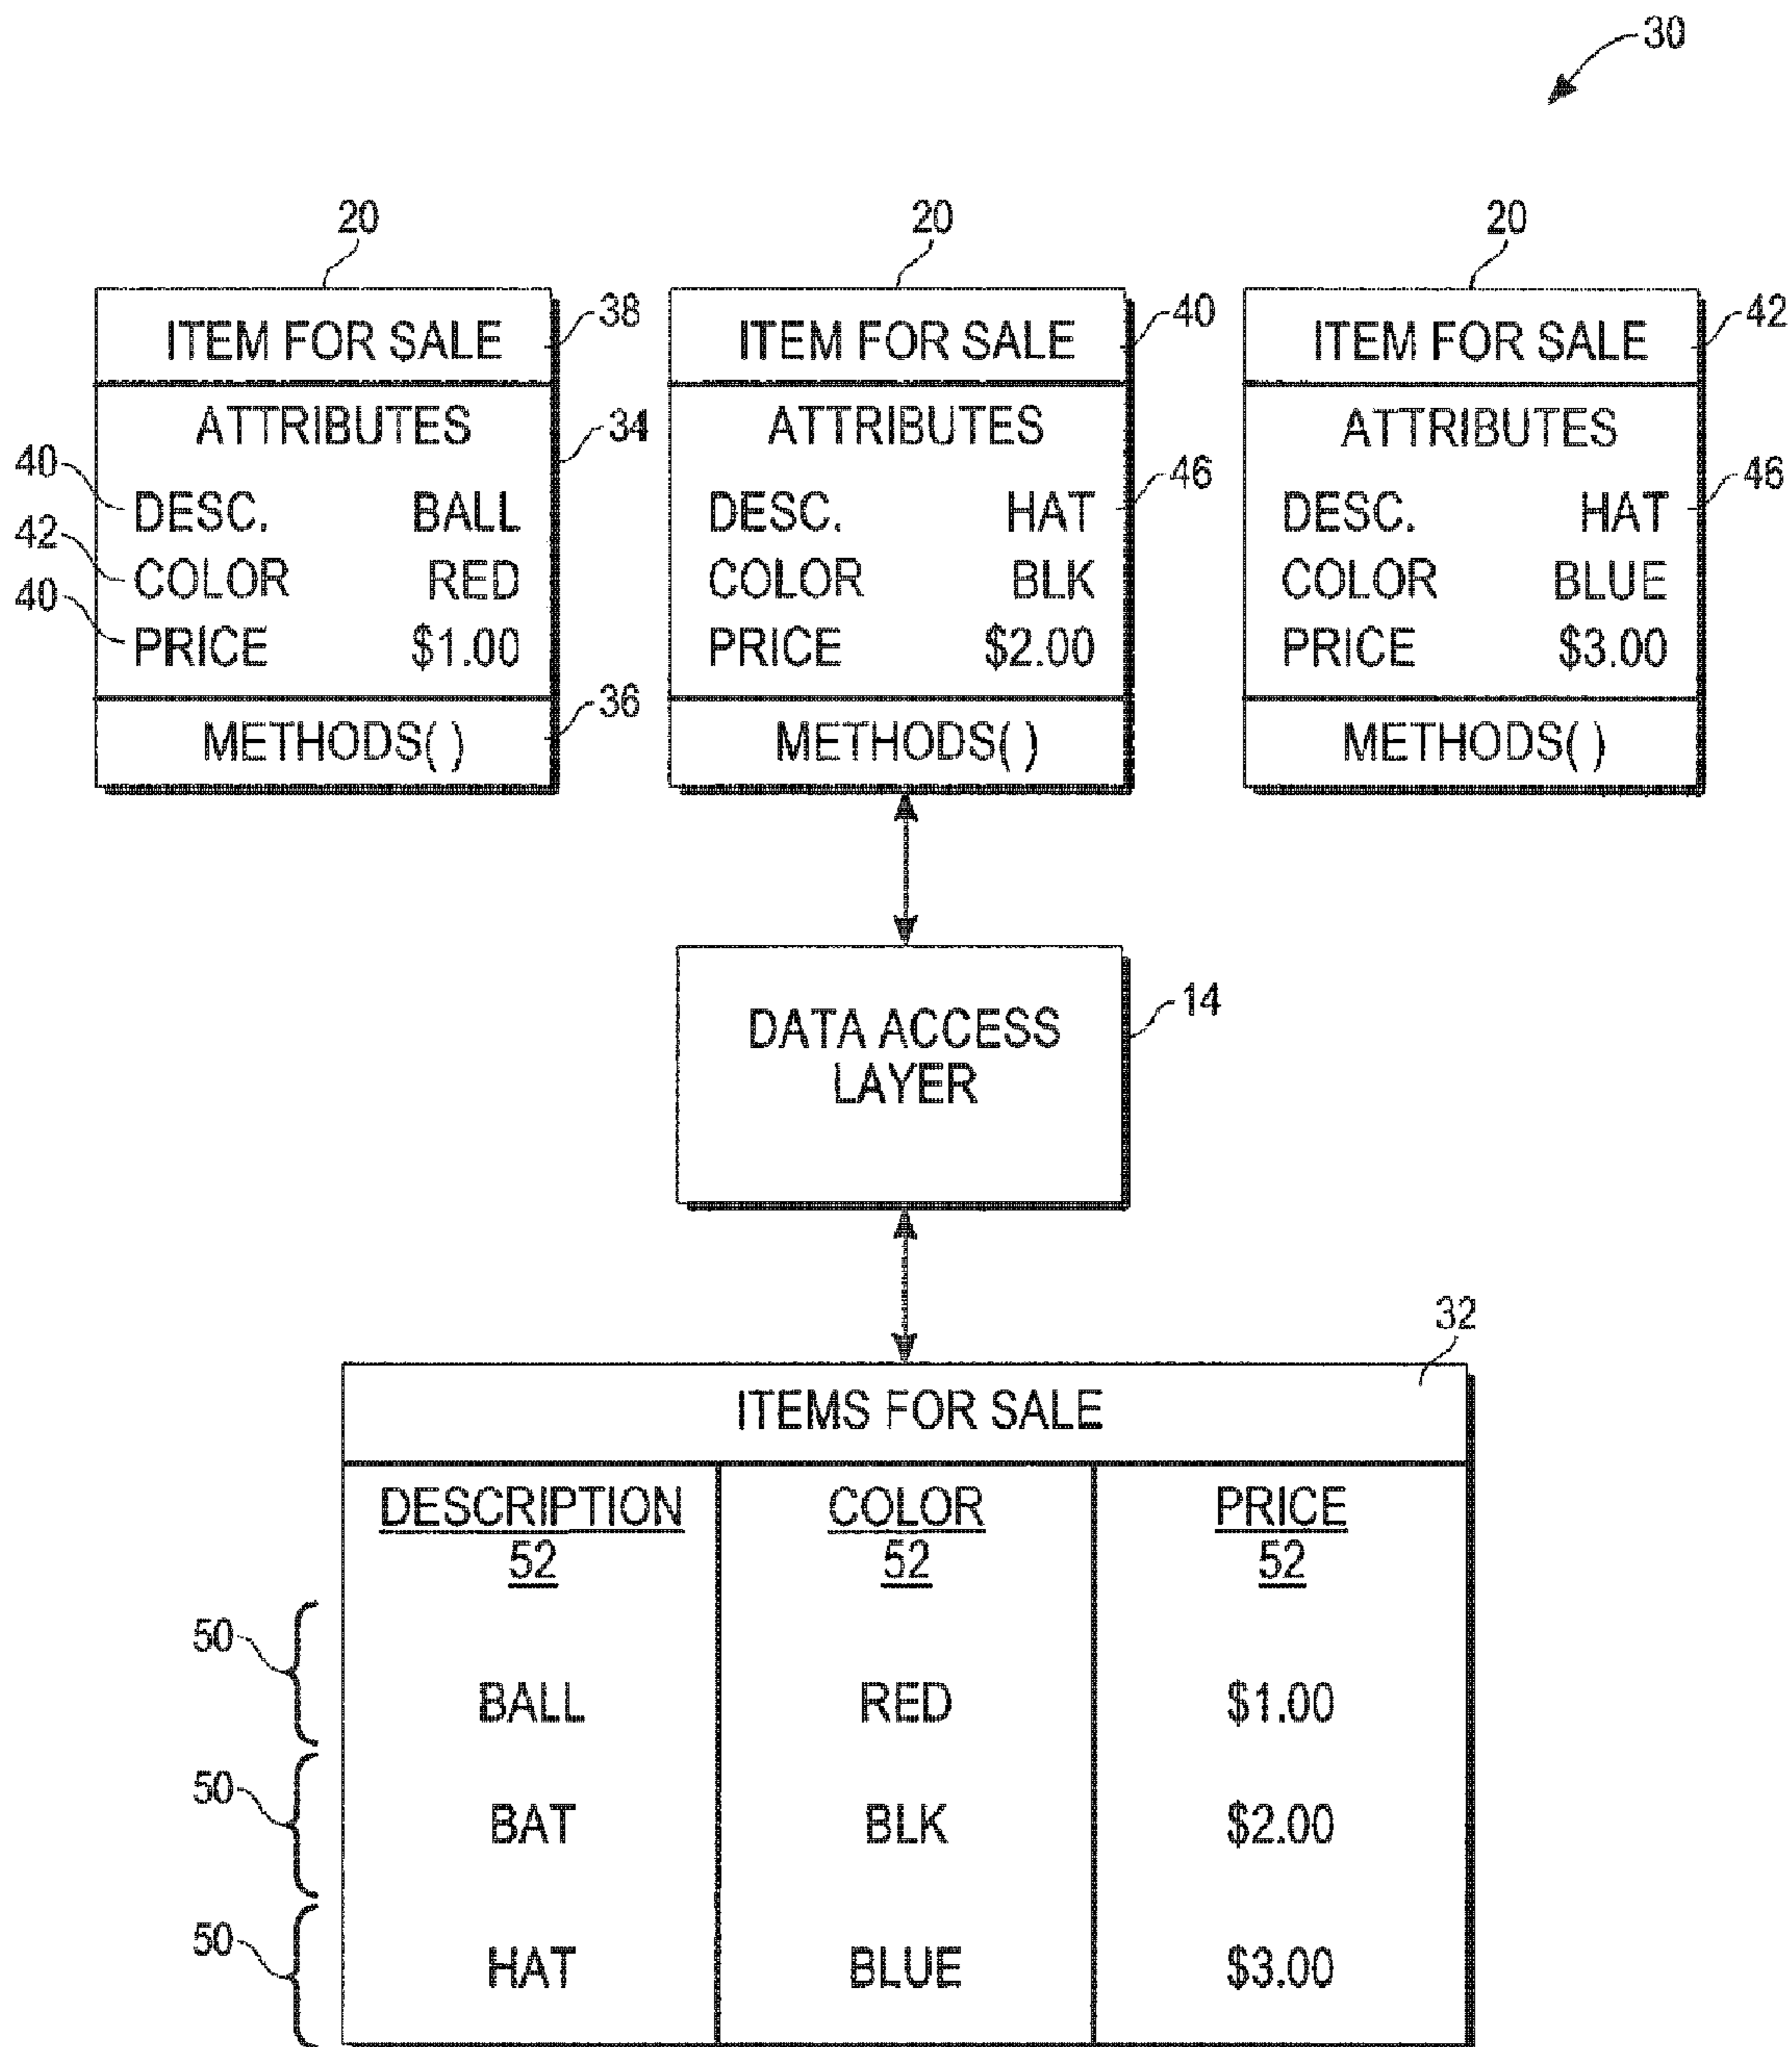 30
20 20 20
ITEM FOR SALE 38
ATTRIBUTES 34
40 DESC. BALL
42 COLOR RED
40 PRICE $1.00
METHODS( ) 36
ITEM FOR SALE 40
ATTRIBUTES
DESC. HAT 46
COLOR BLK
PRICE $2.00
METHODS( )
ITEM FOR SALE 42
ATTRIBUTES
DESC. HAT 46
COLOR BLUE
PRICE $3.00
METHODS( )
DATA ACCESS
LAYER
14
32
ITEMS FOR SALE
DESCRIPTION COLOR PRICE
52 52 52
50 BALL RED $1.00
50 BAT BLK $2.00
50 HAT BLUE $3.00